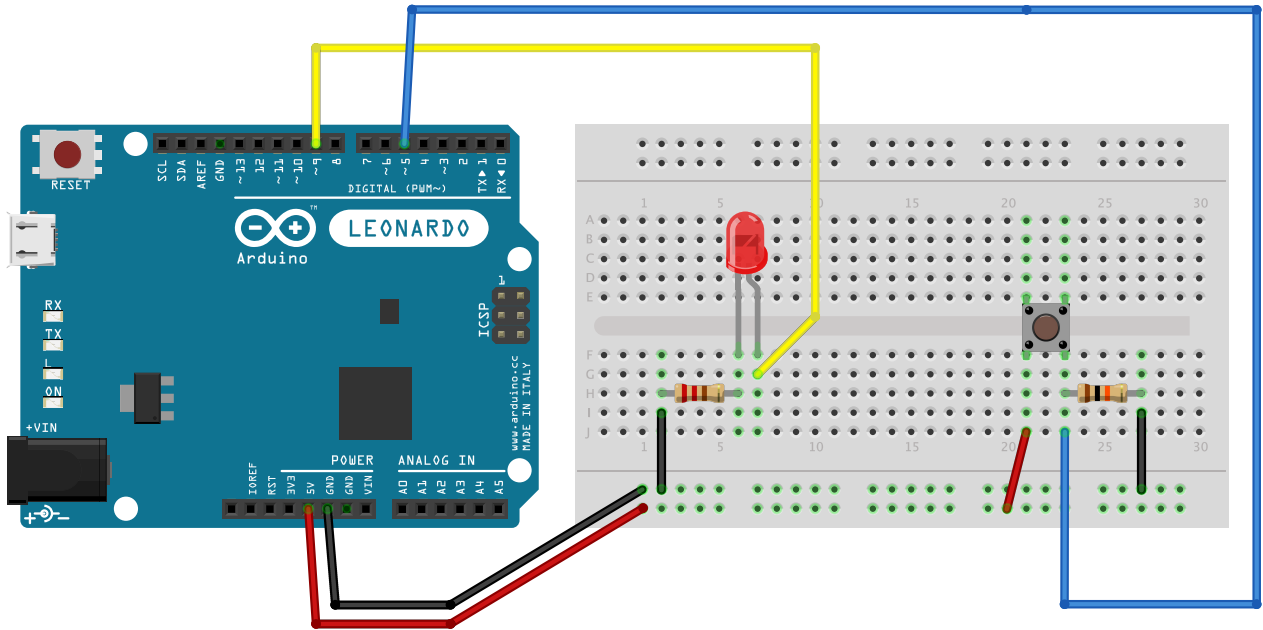 RESET
SCL
SDA
AREF
GND
~13
12
~11
~10
~9
8
7
~6
~5
4
~3
2
TX▶1
RX◀0
DIGITAL (PWM~)
TM
LEONARDO
Arduino
1
ICSP
RX
TX
L
ON
+VIN
www.arduino.cc
MADE IN ITALY
POWER
ANALOG IN
IOREF
RST
3V3
5V
GND
GND
VIN
A0
A1
A2
A3
A4
A5
+ -
1 5 10 15 20 25 30
A
B
C
D
E
F
G
H
I
J
1 5 10 15 20 25 30